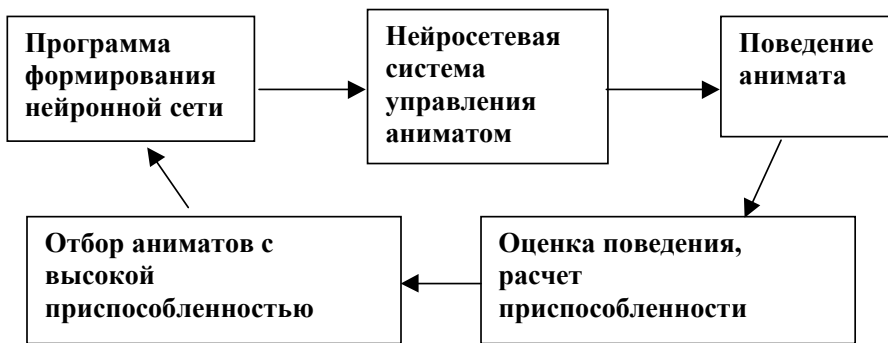 Программа
формирования
нейронной сети
Нейросетевая
система
управления
аниматом
Поведение
анимата
Отбор аниматов с
высокой
приспособленностью
Оценка поведения,
расчет
приспособленности